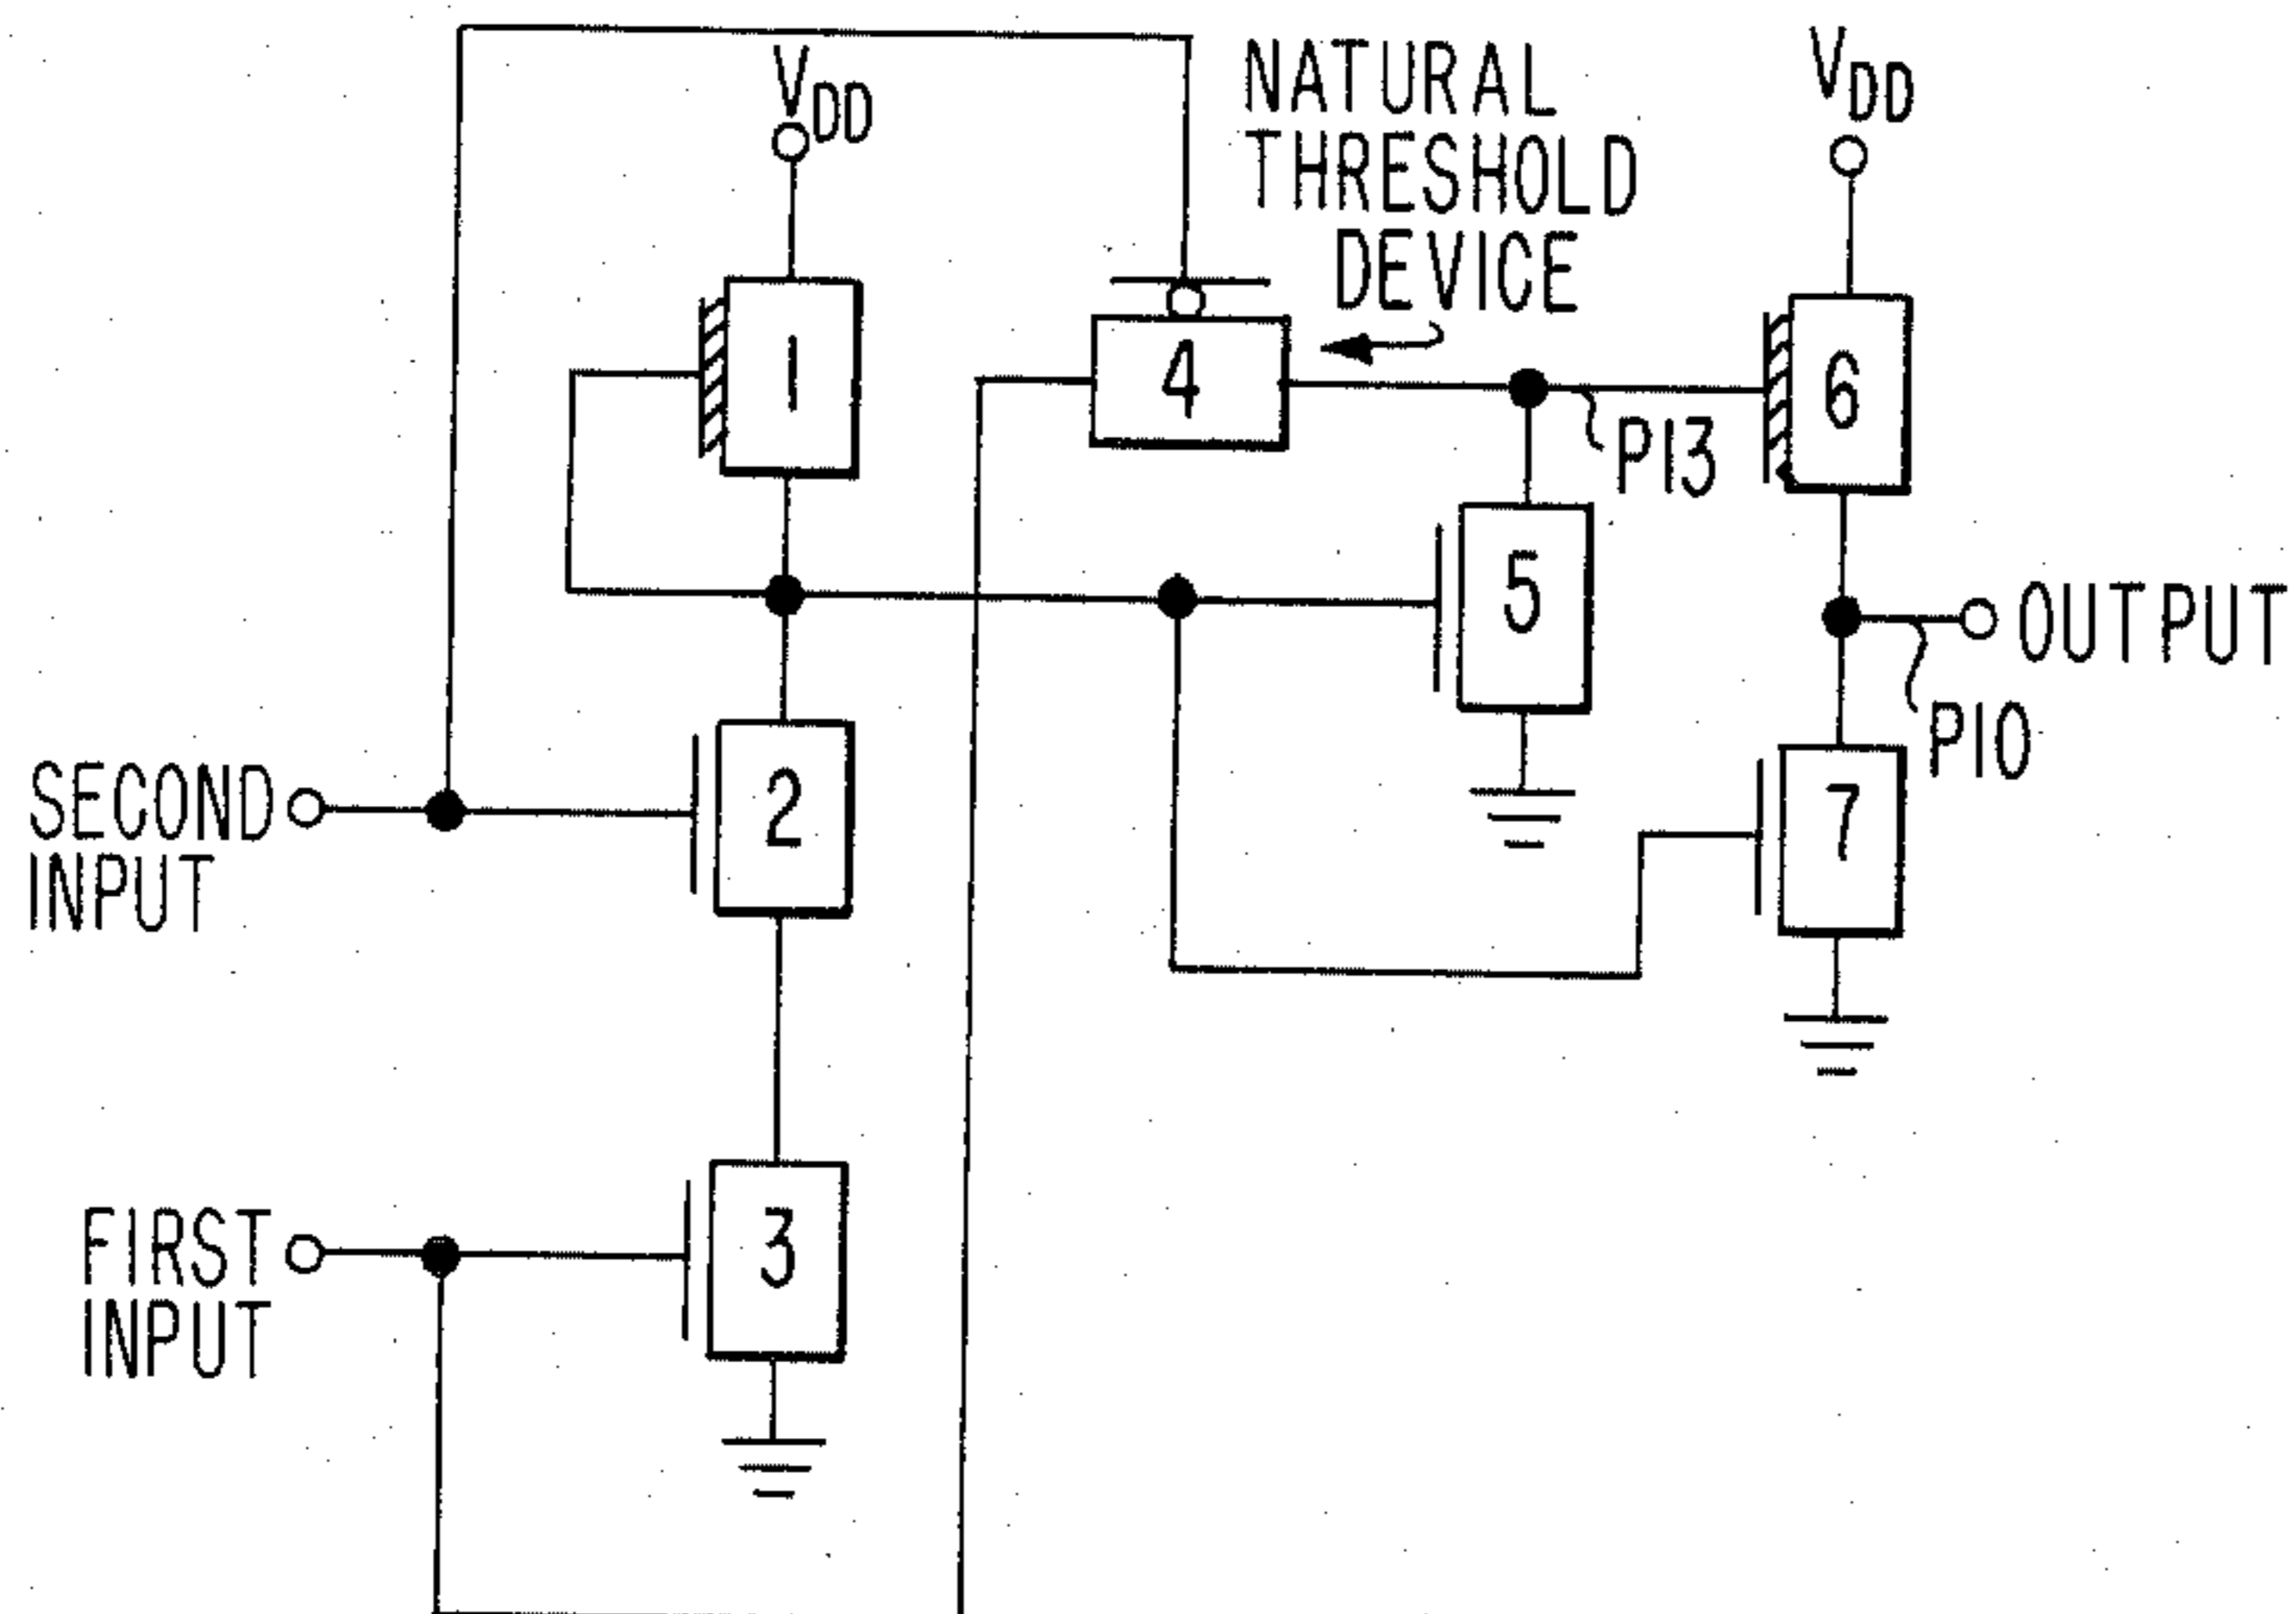 VDD
NATURAL
THRESHOLD
DEVICE
VDD
1
4
6
P13
5
OUTPUT
P10
SECOND
INPUT
2
7
FIRST
INPUT
3